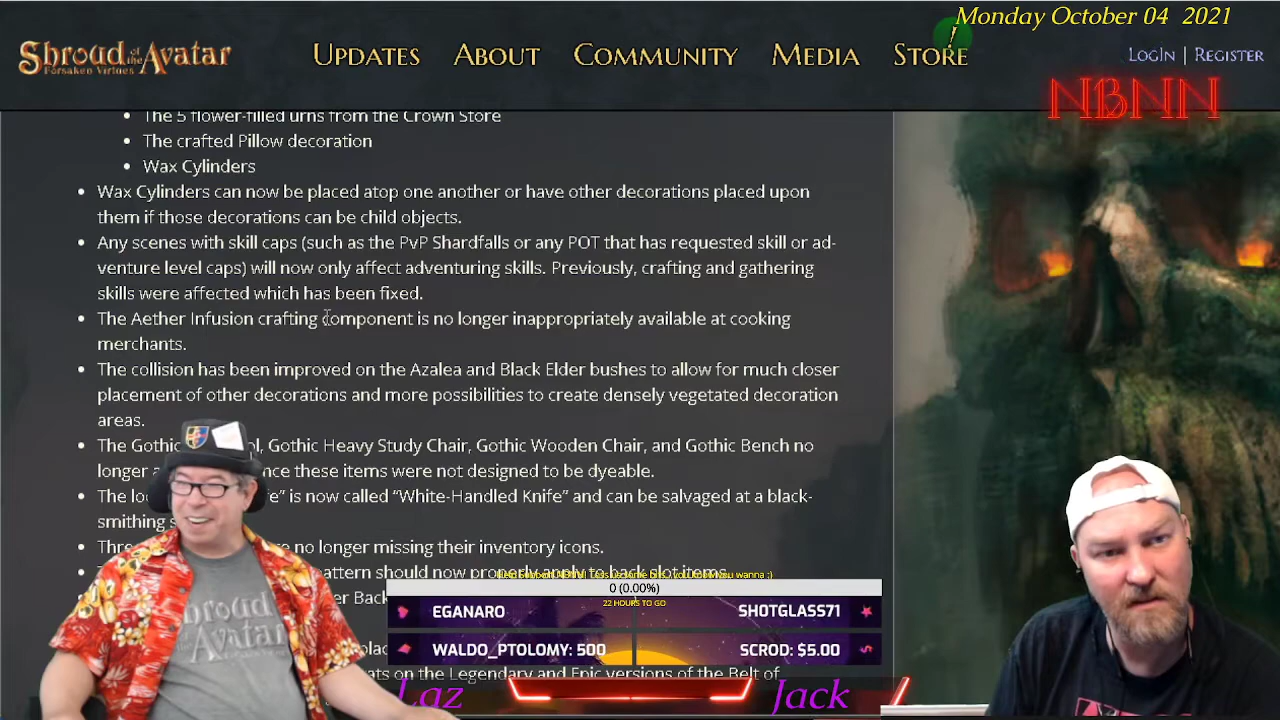 Monday October 04 2021
Shroud of the Avatar
Forsaken Virtues
Updates About Community Media Store
!
LogIn | Register
NBNN
The 5 flower-filled urns from the Crown Store
The crafted Pillow decoration
Wax Cylinders
Wax Cylinders can now be placed atop one another or have other decorations placed upon
them if those decorations can be child objects.
Any scenes with skill caps (such as the PvP Shardfalls or any POT that has requested skill or ad-
venture level caps) will now only affect adventuring skills. Previously, crafting and gathering
skills were affected which has been fixed.
The Aether Infusion crafting component is no longer inappropriately available at cooking
merchants.
The collision has been improved on the Azalea and Black Elder bushes to allow for much closer
placement of other decorations and more possibilities to create densely vegetated decoration
areas.
The Gothic Gothic Heavy Study Chair, Gothic Wooden Chair, and Gothic Bench no
longer these items were not designed to be dyeable.
The is now called “White-Handled Knife” and can be salvaged at a black-
smithing
no longer missing their inventory icons.
pattern should now properly apply to back slot items.
0 (0.00%)
22 HOURS TO GO
EGANARO
SHOTGLASS71
WALDO_PTOLOMY: 500
SCROD: $5.00
on the Legendary and Epic versions of the Belt of
Laz
Jack
Shroud
of the
Avatar